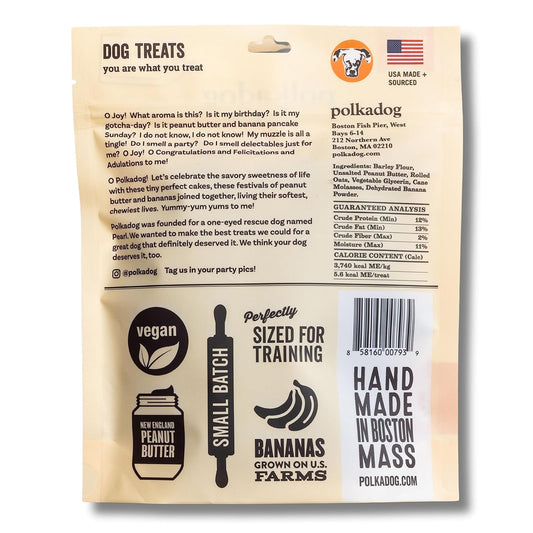 DOG TREATS
you are what you treat
USA MADE +
SOURCED
O Joy! What aroma is this? Is it my birthday? Is it my
gotcha-day? Is it peanut butter and banana pancake
Sunday? I do not know, I do not know! My muzzle is all a
tingle! Do I smell a party? Do I smell delectables just for
me? O Joy! O Congratulations and Felicitations and
Adulations to me!
O Polkadog! Let's celebrate the savory sweetness of life
with these tiny perfect cakes, these festivals of peanut
butter and bananas joined together, living their softest,
chewiest lives. Yummy-yum yums to me!
Polkadog was founded for a one-eyed rescue dog named
Pearl. We wanted to make the best treats we could for a
great dog that definitely deserved it. We think your dog
deserves it, too.
@polkadog Tag us in your party pics!
polkadog
Boston Fish Pier, West
Bays 6-14
212 Northern Ave
Boston, MA 02210
polkadog.com
Ingredients: Barley Flour,
Unsalted Peanut Butter, Rolled
Oats, Vegetable Glycerin, Cane
Molasses, Dehydrated Banana
Powder.
GUARANTEED ANALYSIS
Crude Protein (Min) 12%
Crude Fat (Min) 13%
Crude Fiber (Max) 2%
Moisture (Max) 11%
CALORIE CONTENT (Calc)
3,740 kcal ME/kg
5.6 kcal ME/treat
vegan
NEW ENGLAND
PEANUT
BUTTER
SMALL BATCH
Perfectly
SIZED FOR
TRAINING
BANANAS
GROWN ON U.S.
FARMS
8 58160 00793 9
HAND
MADE
IN BOSTON
MASS
POLKADOG.COM